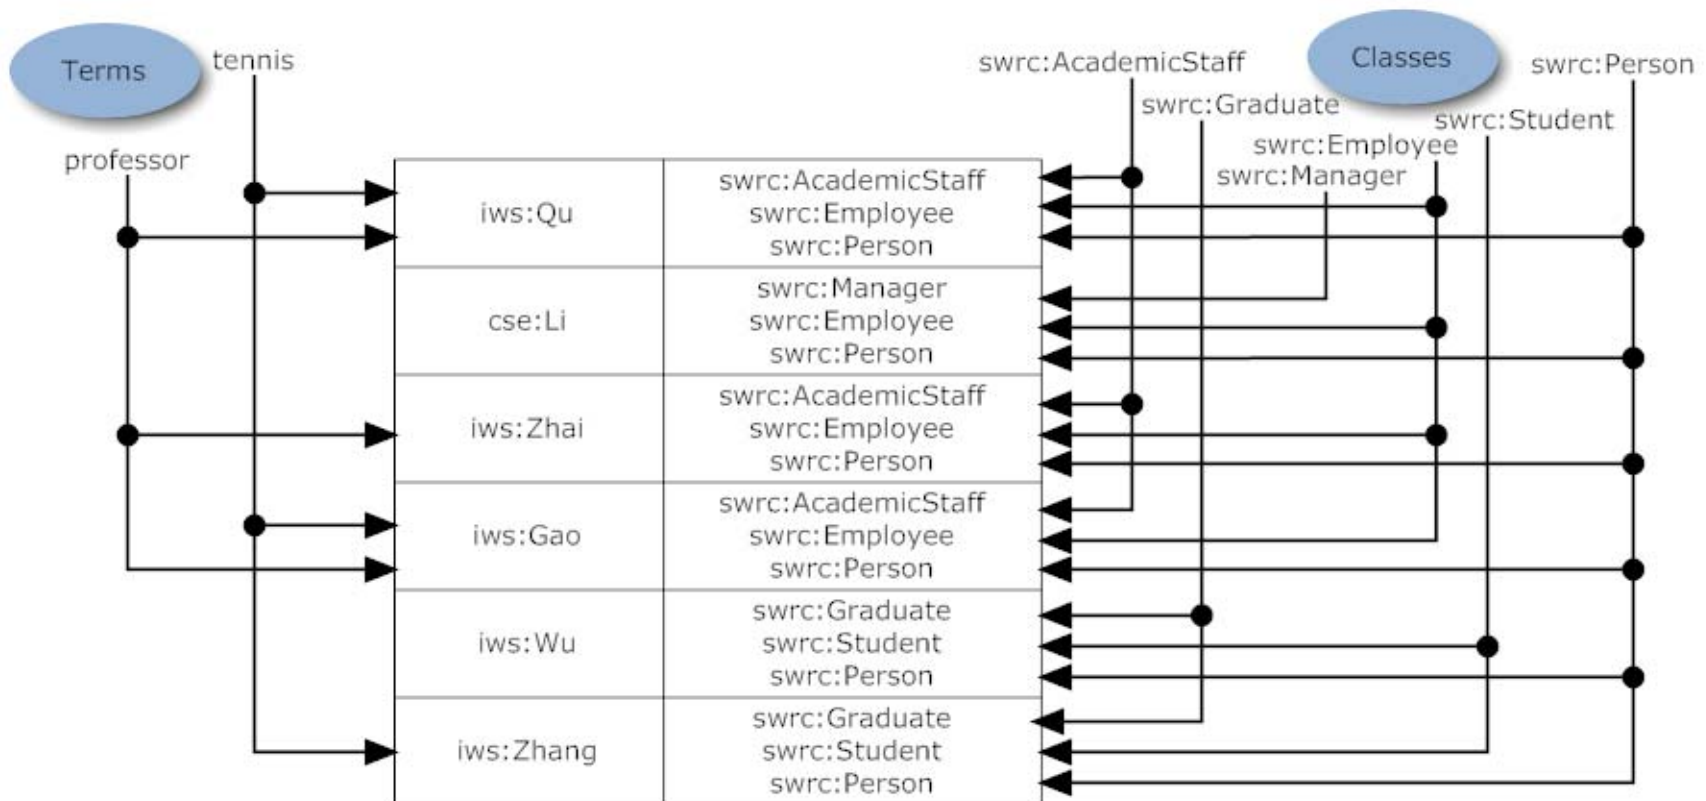 Terms
tennis
professor
swrc:AcademicStaff
Classes
swrc:Person
swrc:Graduate
swrc:Student
swrc:Employee
swrc:Manager
iws:Qu
swrc:AcademicStaff
swrc:Employee
swrc:Person
cse:Li
swrc:Manager
swrc:Employee
swrc:Person
iws:Zhai
swrc:AcademicStaff
swrc:Employee
swrc:Person
iws:Gao
swrc:AcademicStaff
swrc:Employee
swrc:Person
iws:Wu
swrc:Graduate
swrc:Student
swrc:Person
iws:Zhang
swrc:Graduate
swrc:Student
swrc:Person